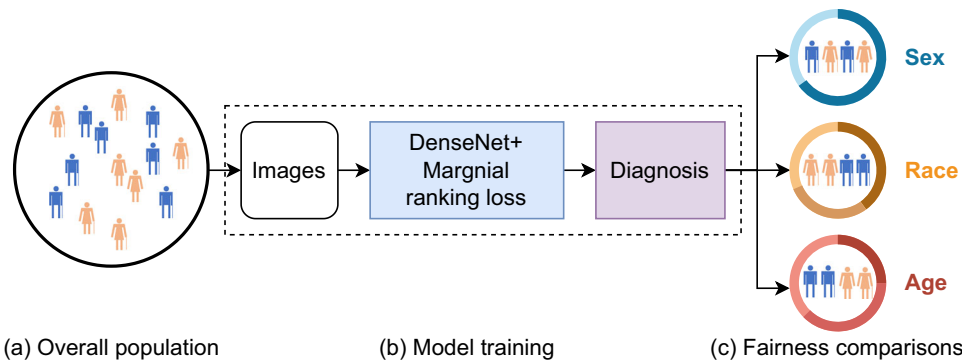 Images
DenseNet+
Margnial
ranking loss
Diagnosis
Sex
Race
Age
(a) Overall population
(b) Model training
(c) Fairness comparisons